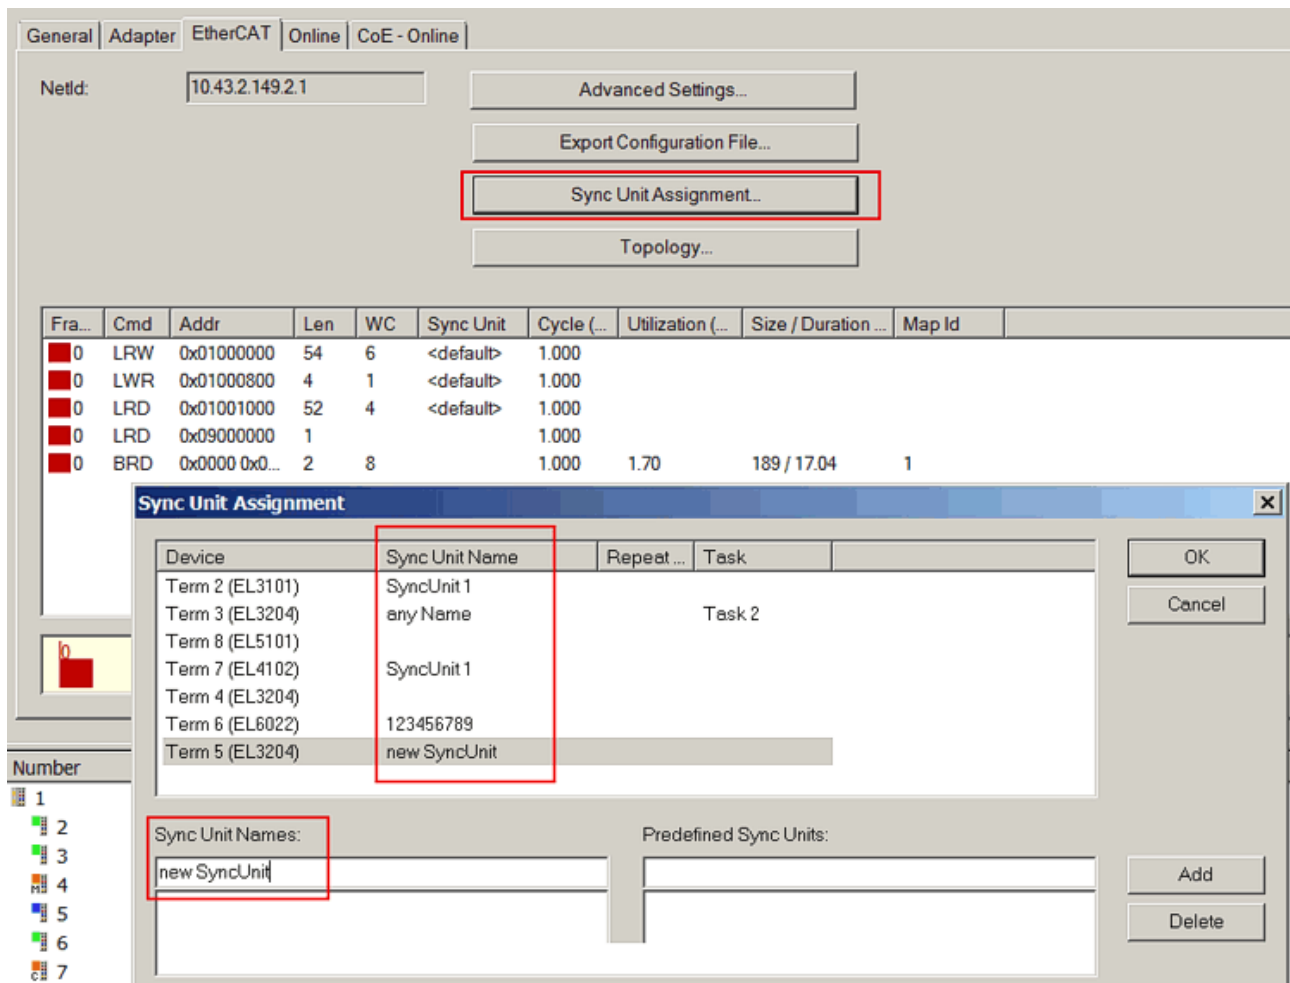 General Adapter EtherCAT Online CoE - Online
NetId: 10.43.2.149.2.1 Advanced Settings...
Export Configuration File...
Sync Unit Assignment...
Topology...
Fra... Cmd Addr Len WC Sync Unit Cycle (... Utilization (... Size / Duration ... Map Id
0 LRW 0x01000000 54 6 <default> 1.000
0 LWR 0x01000800 4 1 <default> 1.000
0 LRD 0x01001000 52 4 <default> 1.000
0 LRD 0x09000000 1 1.000
0 BRD 0x0000 0x0... 2 8 1.000 1.70 189 / 17.04 1
Sync Unit Assignment
Device Sync Unit Name Repeat ... Task
Term 2 (EL3101) SyncUnit 1
Term 3 (EL3204) any Name Task 2
Term 8 (EL5101)
Term 7 (EL4102) SyncUnit 1
Term 4 (EL3204)
Term 6 (EL6022) 123456789
Term 5 (EL3204) new SyncUnit
OK
Cancel
0
Sync Unit Names: Predefined Sync Units:
new SyncUnit
Add
Delete
Number
1
2
3
M 4
5
6
C 7